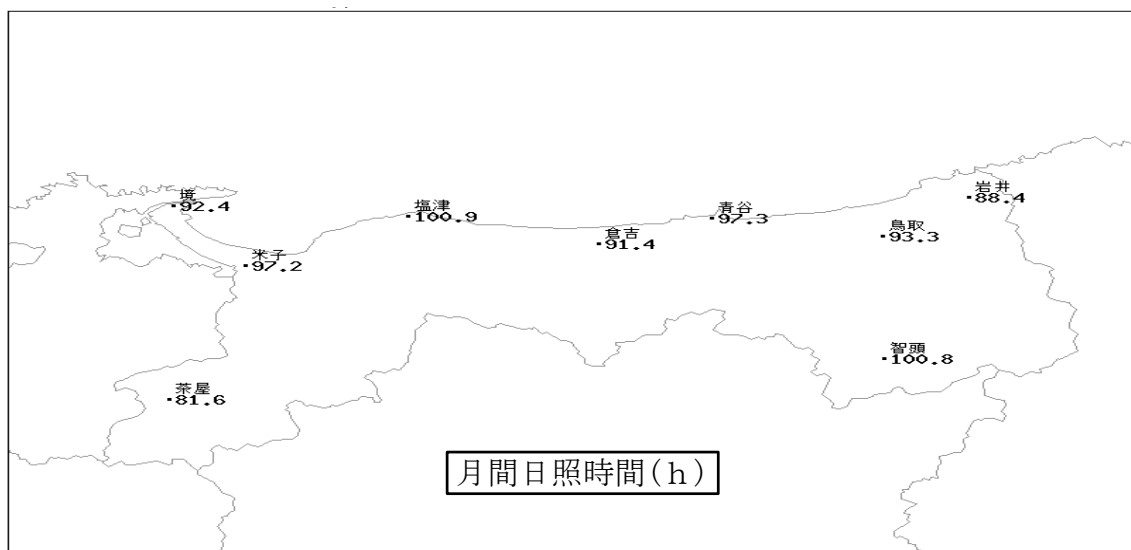 境
92.4
塩津
100.9
青谷
97.3
岩井
88.4
倉吉
91.4
鳥取
93.3
米子
97.2
智頭
100.8
茶屋
81.6
月間日照時間(h)